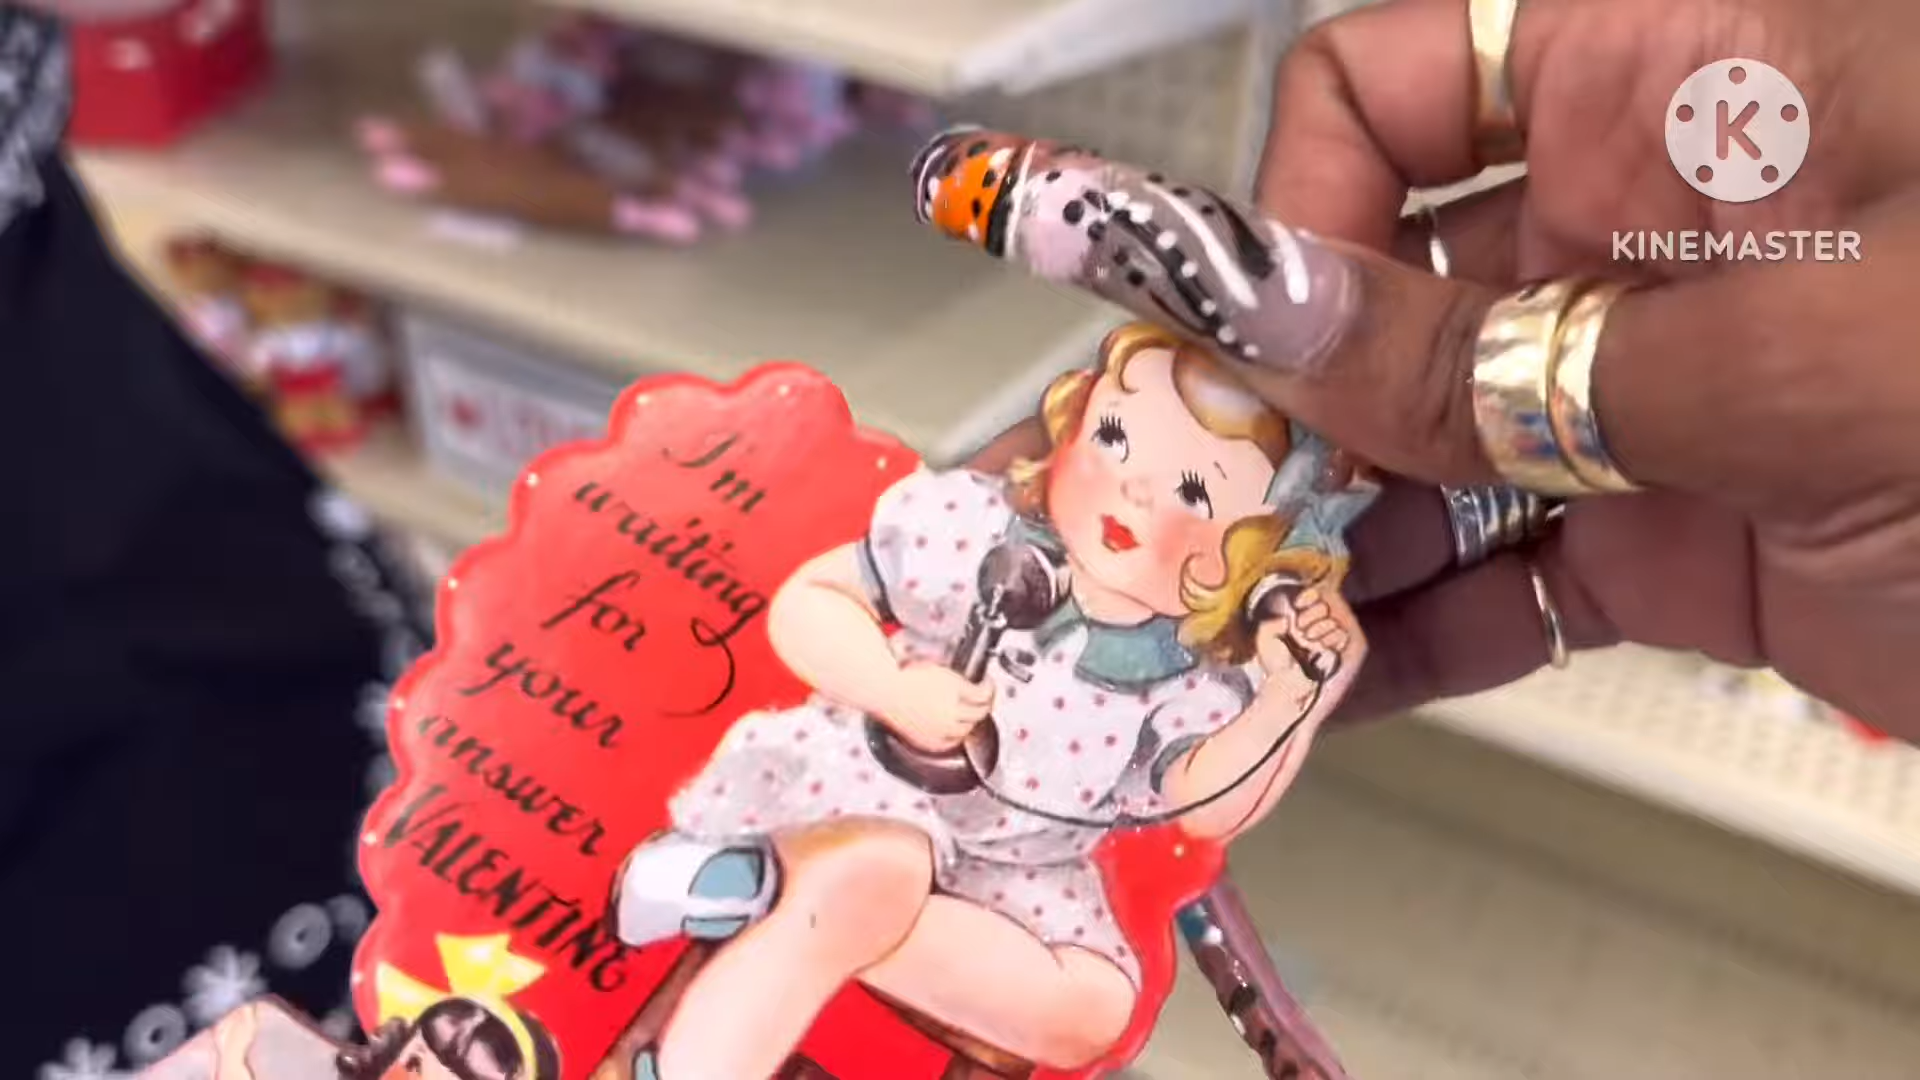 I'm
waiting
for
your
answer
VALENTINE
K
KINEMASTER